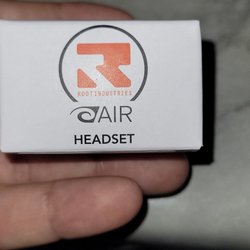 ROOT INDUSTRIES
AIR
HEADSET